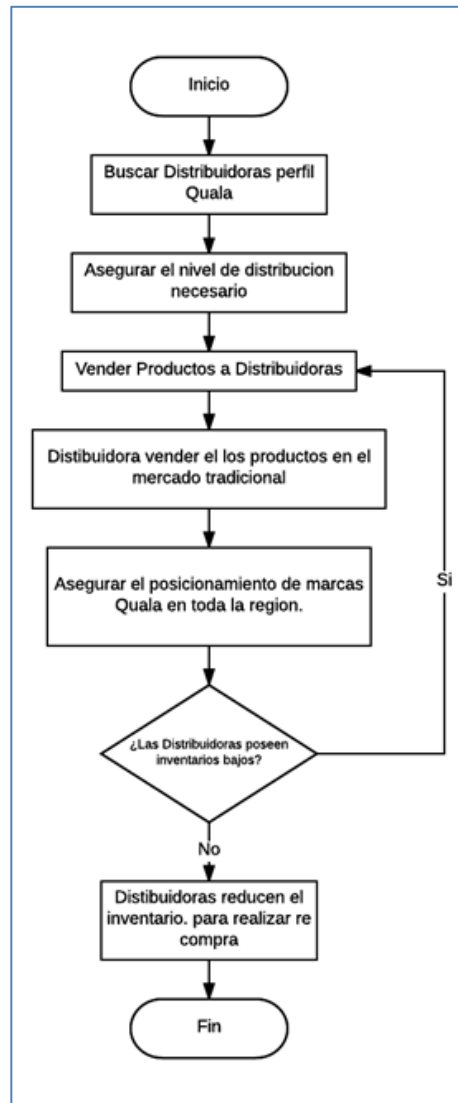 Inicio
Buscar Distribuidoras perfil
Quala
Asegurar el nivel de distribucion
necesario
Vender Productos a Distribuidoras
Distibuidora vender el los productos en el
mercado tradicional
Asegurar el posicionamiento de marcas
Quala en toda la region.
Si
¿Las Distribuidoras poseen
inventarios bajos?
No
Distibuidoras reducen el
inventario. para realizar re
compra
Fin